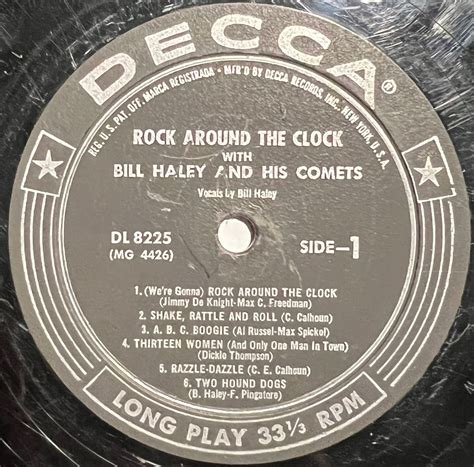 DECCA®
REG. U.S. PAT. OFF. MARCA REGISTRADA • MFR'D BY DECCA RECORDS, INC., NEW YORK, U.S.A.
ROCK AROUND THE CLOCK
WITH
BILL HALEY AND HIS COMETS
Vocals by Bill Haley
DL 8225
(MG 4426)
SIDE-1
1. (We're Gonna) ROCK AROUND THE CLOCK
(Jimmy De Knight-Max C. Freedman)
2. SHAKE, RATTLE AND ROLL (C. Calhoun)
3. A. B. C. BOOGIE (Al Russel-Max Spickol)
4. THIRTEEN WOMEN (And Only One Man In Town)
(Dickie Thompson)
5. RAZZLE-DAZZLE (C. E. Calhoun)
6. TWO HOUND DOGS
(B. Haley-F. Pingatore)
LONG PLAY 33⅓ RPM